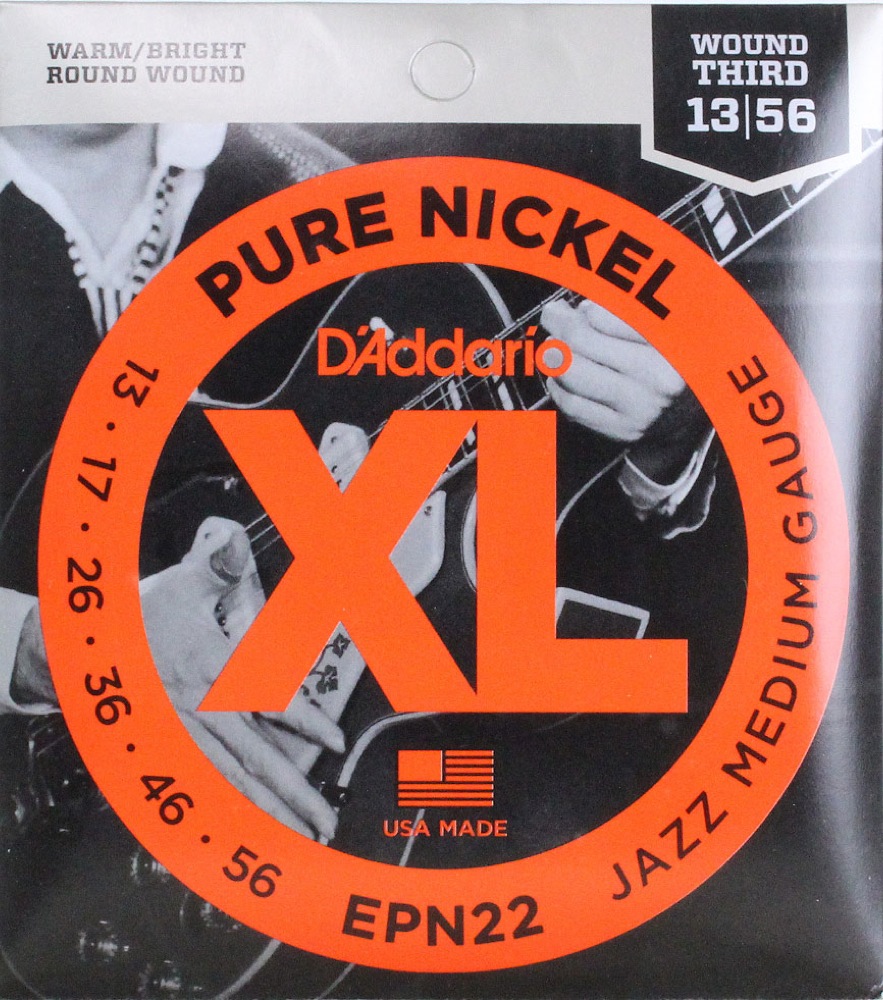 WARM/BRIGHT
ROUND WOUND
WOUND
THIRD
13|56
PURE NICKEL
D'Addario
XL
13 · 17 · 26 · 36 · 46 · 56
JAZZ MEDIUM GAUGE
USA MADE
EPN22